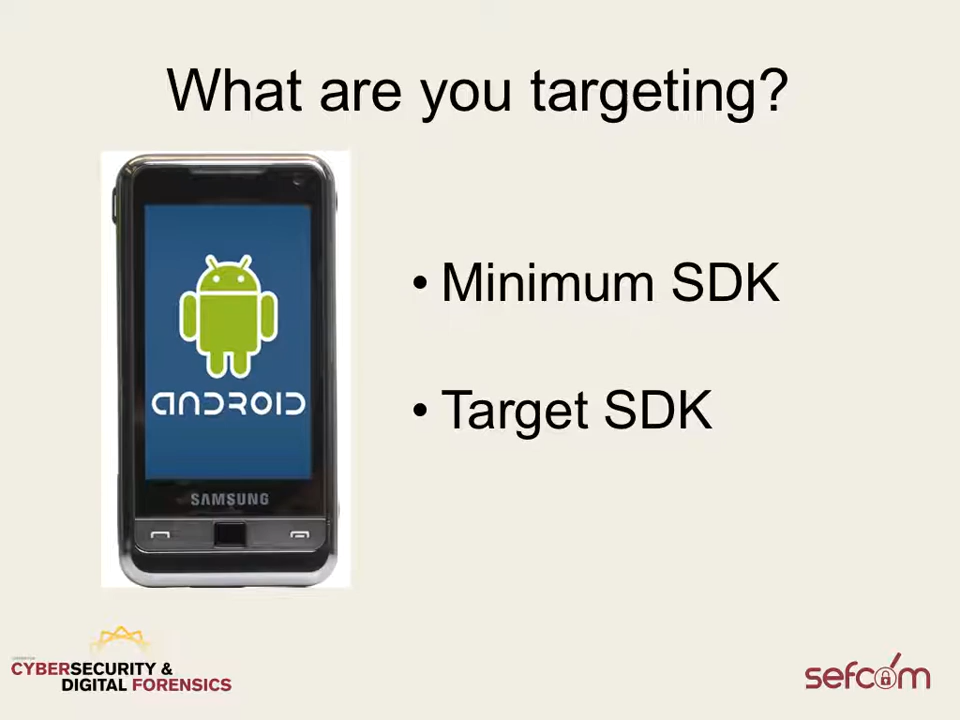 What are you targeting?
ANDROID
SAMSUNG
• Minimum SDK
• Target SDK
CYBERSECURITY &
DIGITAL FORENSICS
sefcom